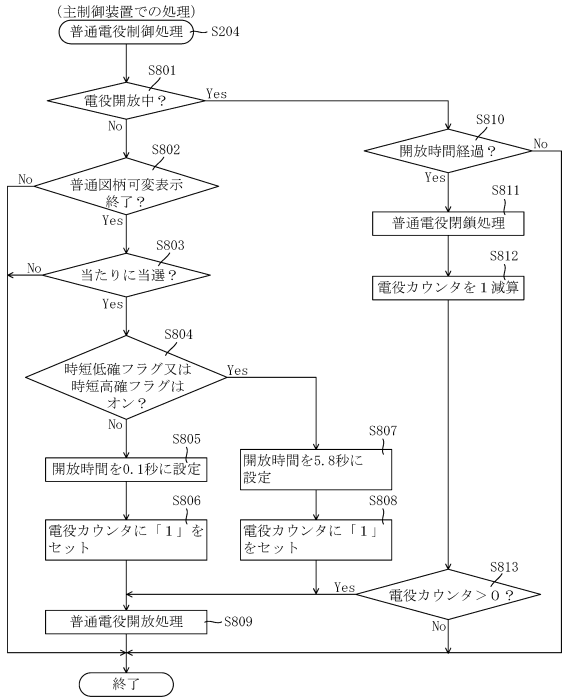 (主制御装置での処理)
普通電役制御処理
S204
S801
電役開放中？
Yes
No
S802
普通図柄可変表示
終了？
No
Yes
S803
当たりに当選？
No
Yes
S804
時短低確フラグ又は
時短高確フラグは
オン？
Yes
No
S805
開放時間を0.1秒に設定
S806
電役カウンタに「１」を
セット
S807
開放時間を5.8秒に
設定
S808
電役カウンタに「１」
をセット
S809
普通電役開放処理
S810
開放時間経過？
No
Yes
S811
普通電役閉鎖処理
S812
電役カウンタを１減算
S813
電役カウンタ＞０？
Yes
No
終了